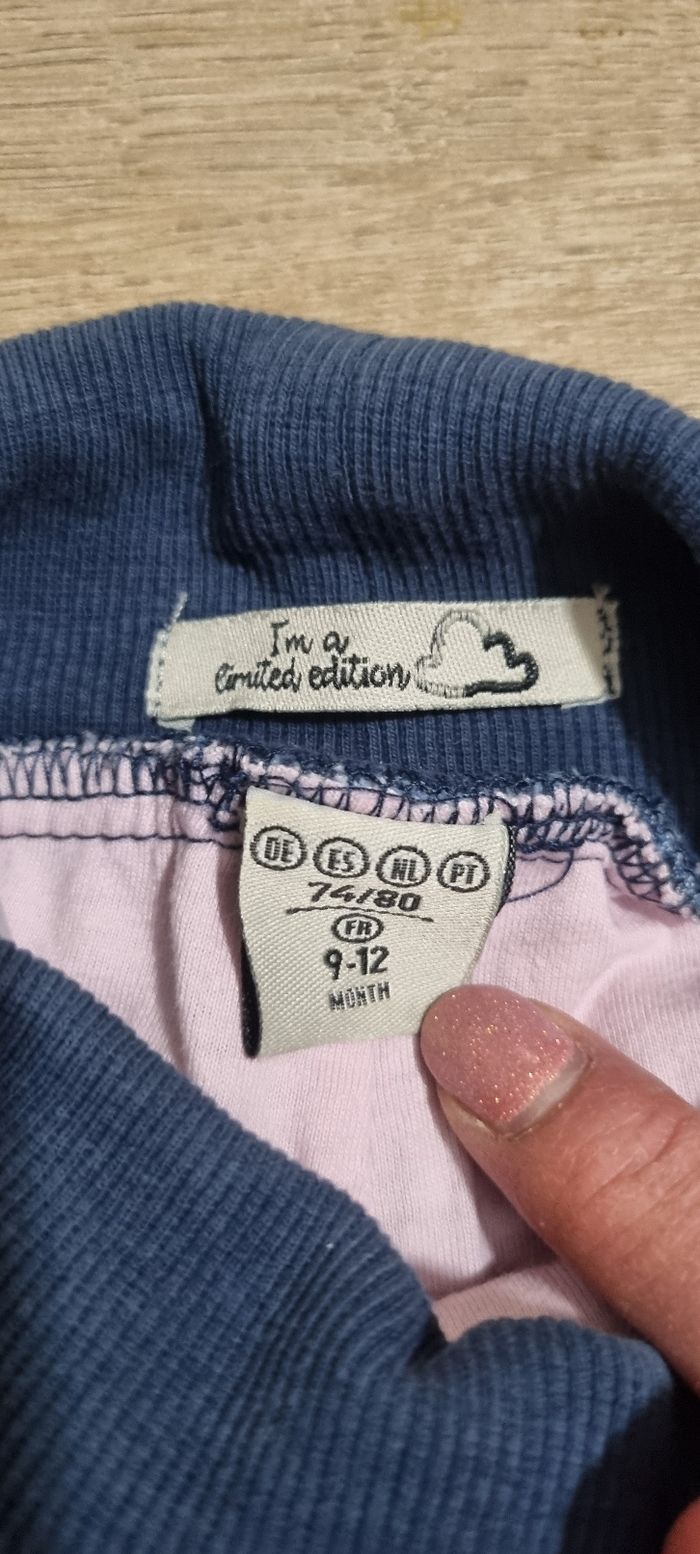 I'm a
limited edition
DE ES NL PT
74/80
FR
9-12
MONTH